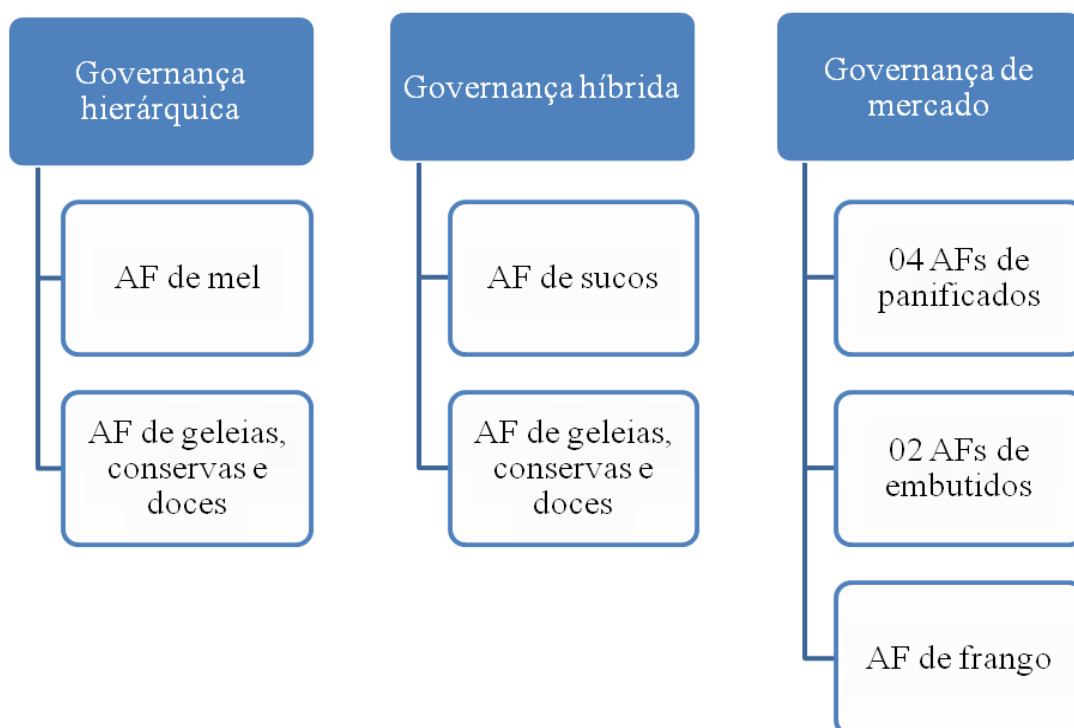 Governança
hierárquica
AF de mel
AF de geleias,
conservas e
doces
Governança híbrida
AF de sucos
AF de geleias,
conservas e
doces
Governança de
mercado
04 AFs de
panificados
02 AFs de
embutidos
AF de frango